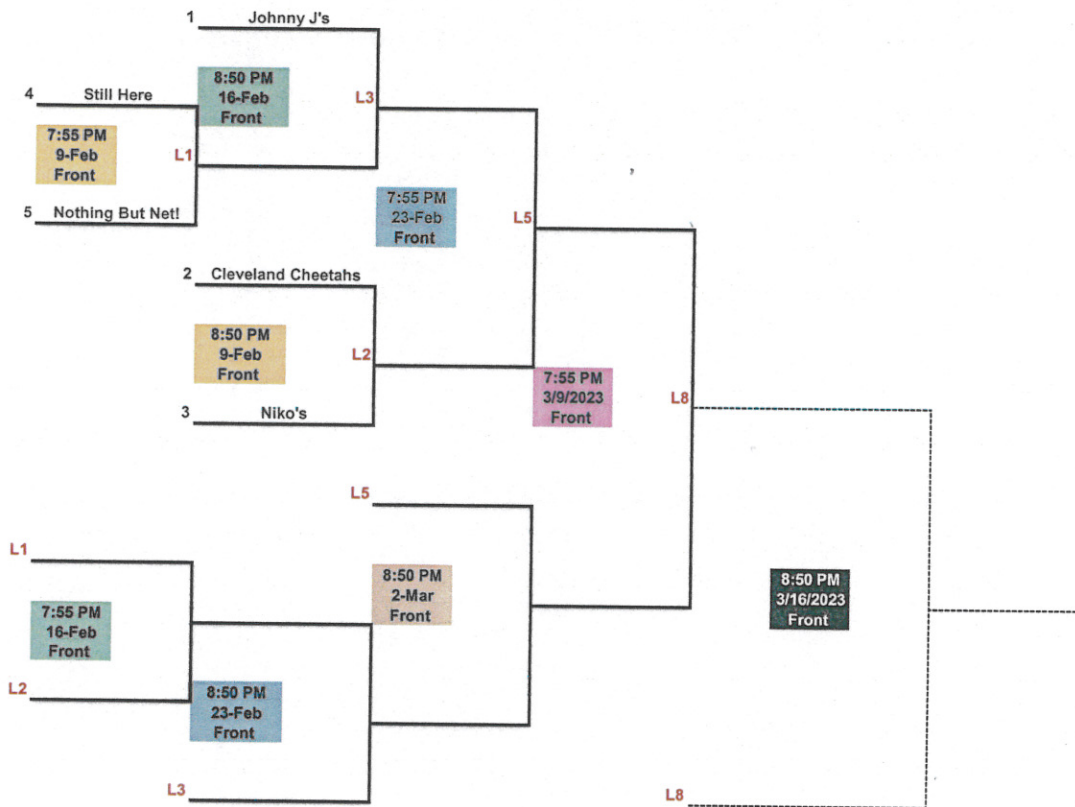 1 Johnny J's
8:50 PM
16-Feb
Front
L3
4 Still Here
7:55 PM
9-Feb
Front
L1
5 Nothing But Net!
7:55 PM
23-Feb
Front
L5
2 Cleveland Cheetahs
8:50 PM
9-Feb
Front
L2
3 Niko's
7:55 PM
3/9/2023
Front
L8
L5
L1
8:50 PM
2-Mar
Front
7:55 PM
16-Feb
Front
L2
8:50 PM
23-Feb
Front
L3
8:50 PM
3/16/2023
Front
L8